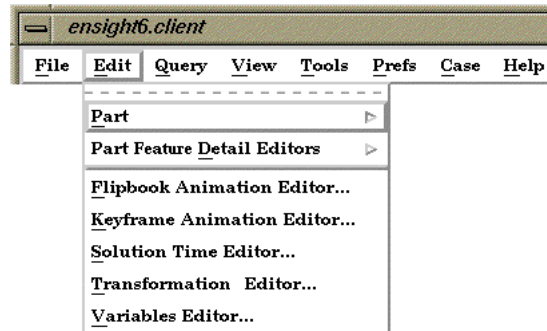 ensight6.client
File Edit Query View Tools Prefs Case Help
Part
Part Feature Detail Editors
Flipbook Animation Editor...
Keyframe Animation Editor...
Solution Time Editor...
Transformation Editor...
Variables Editor...